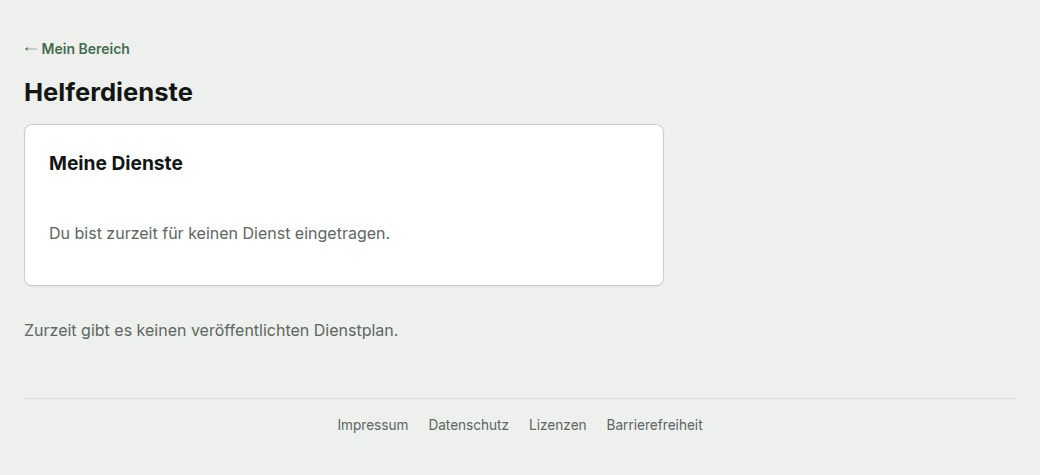 ← Mein Bereich
Helferdienste
Meine Dienste
Du bist zurzeit für keinen Dienst eingetragen.
Zurzeit gibt es keinen veröffentlichten Dienstplan.
Impressum Datenschutz Lizenzen Barrierefreiheit